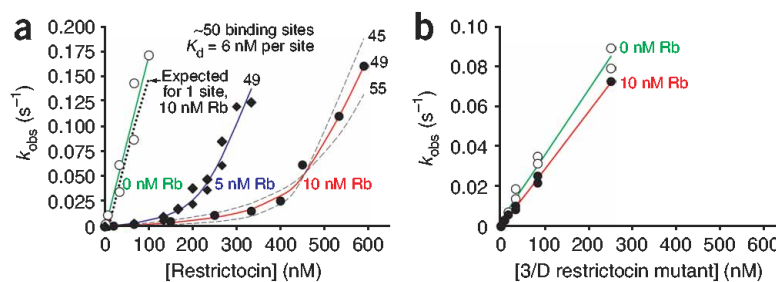 a
~50 binding sites
Kd = 6 nM per site
Expected
for 1 site,
10 nM Rb
0 nM Rb
5 nM Rb
10 nM Rb
49
45
49
55
kobs (s−1)
0.200
0.175
0.150
0.125
0.100
0.075
0.050
0.025
0
0 100 200 300 400 500 600
[Restrictocin] (nM)
b
0 nM Rb
10 nM Rb
kobs (s−1)
0.10
0.08
0.06
0.04
0.02
0
0 100 200 300 400 500 600
[3/D restrictocin mutant] (nM)